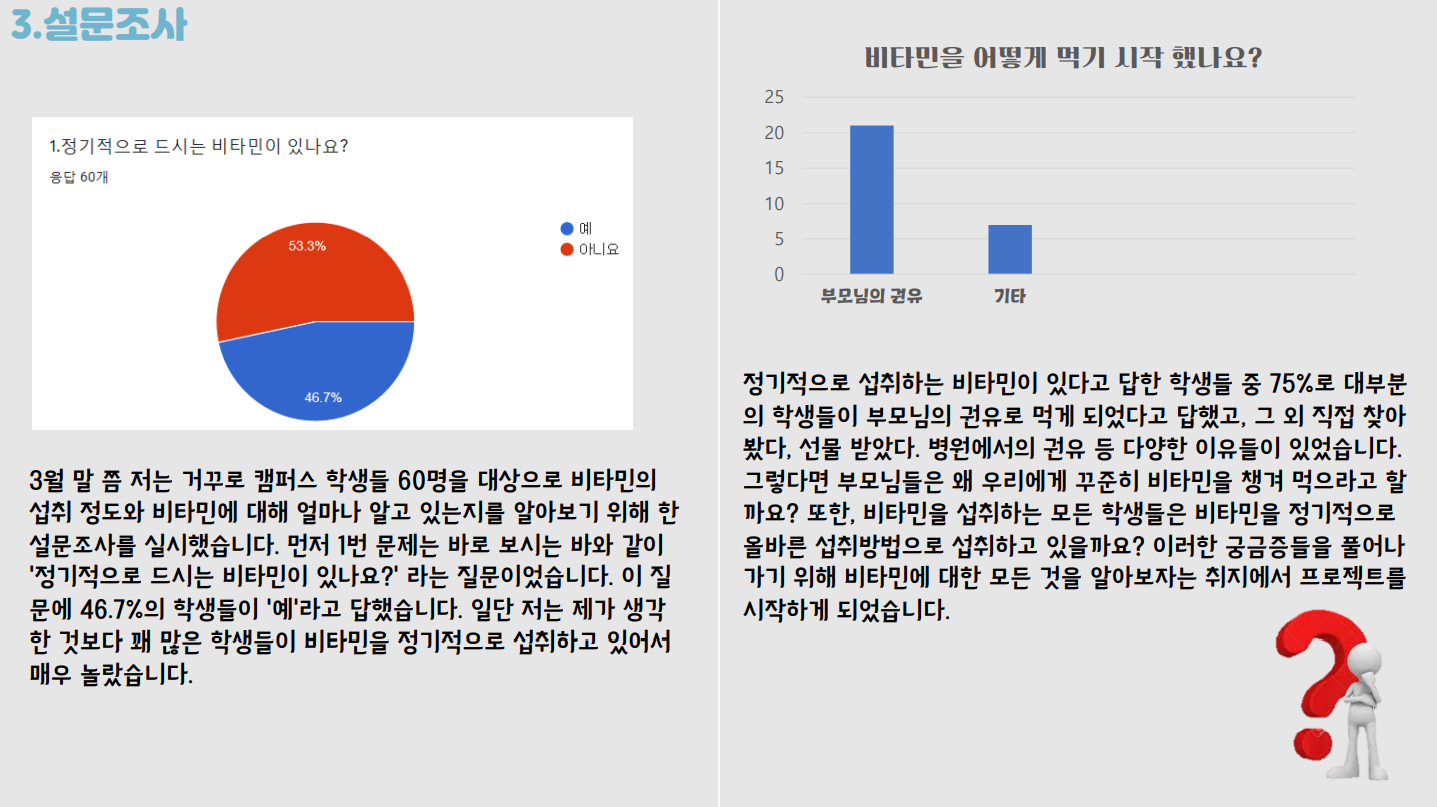 3.설문조사
1.정기적으로 드시는 비타민이 있나요?
응답 60개
예
아니요
53.3%
46.7%
3월 말 쯤 저는 거꾸로 캠퍼스 학생들 60명을 대상으로 비타민의
섭취 정도와 비타민에 대해 얼마나 알고 있는지를 알아보기 위해 한
설문조사를 실시했습니다. 먼저 1번 문제는 바로 보시는 바와 같이
'정기적으로 드시는 비타민이 있나요?' 라는 질문이었습니다. 이 질
문에 46.7%의 학생들이 '예'라고 답했습니다. 일단 저는 제가 생각
한 것보다 꽤 많은 학생들이 비타민을 정기적으로 섭취하고 있어서
매우 놀랐습니다.
비타민을 어떻게 먹기 시작 했나요?
25
20
15
10
5
0
부모님의 권유
기타
정기적으로 섭취하는 비타민이 있다고 답한 학생들 중 75%로 대부분
의 학생들이 부모님의 권유로 먹게 되었다고 답했고, 그 외 직접 찾아
봤다, 선물 받았다. 병원에서의 권유 등 다양한 이유들이 있었습니다.
그렇다면 부모님들은 왜 우리에게 꾸준히 비타민을 챙겨 먹으라고 할
까요? 또한, 비타민을 섭취하는 모든 학생들은 비타민을 정기적으로
올바른 섭취방법으로 섭취하고 있을까요? 이러한 궁금증들을 풀어나
가기 위해 비타민에 대한 모든 것을 알아보자는 취지에서 프로젝트를
시작하게 되었습니다.